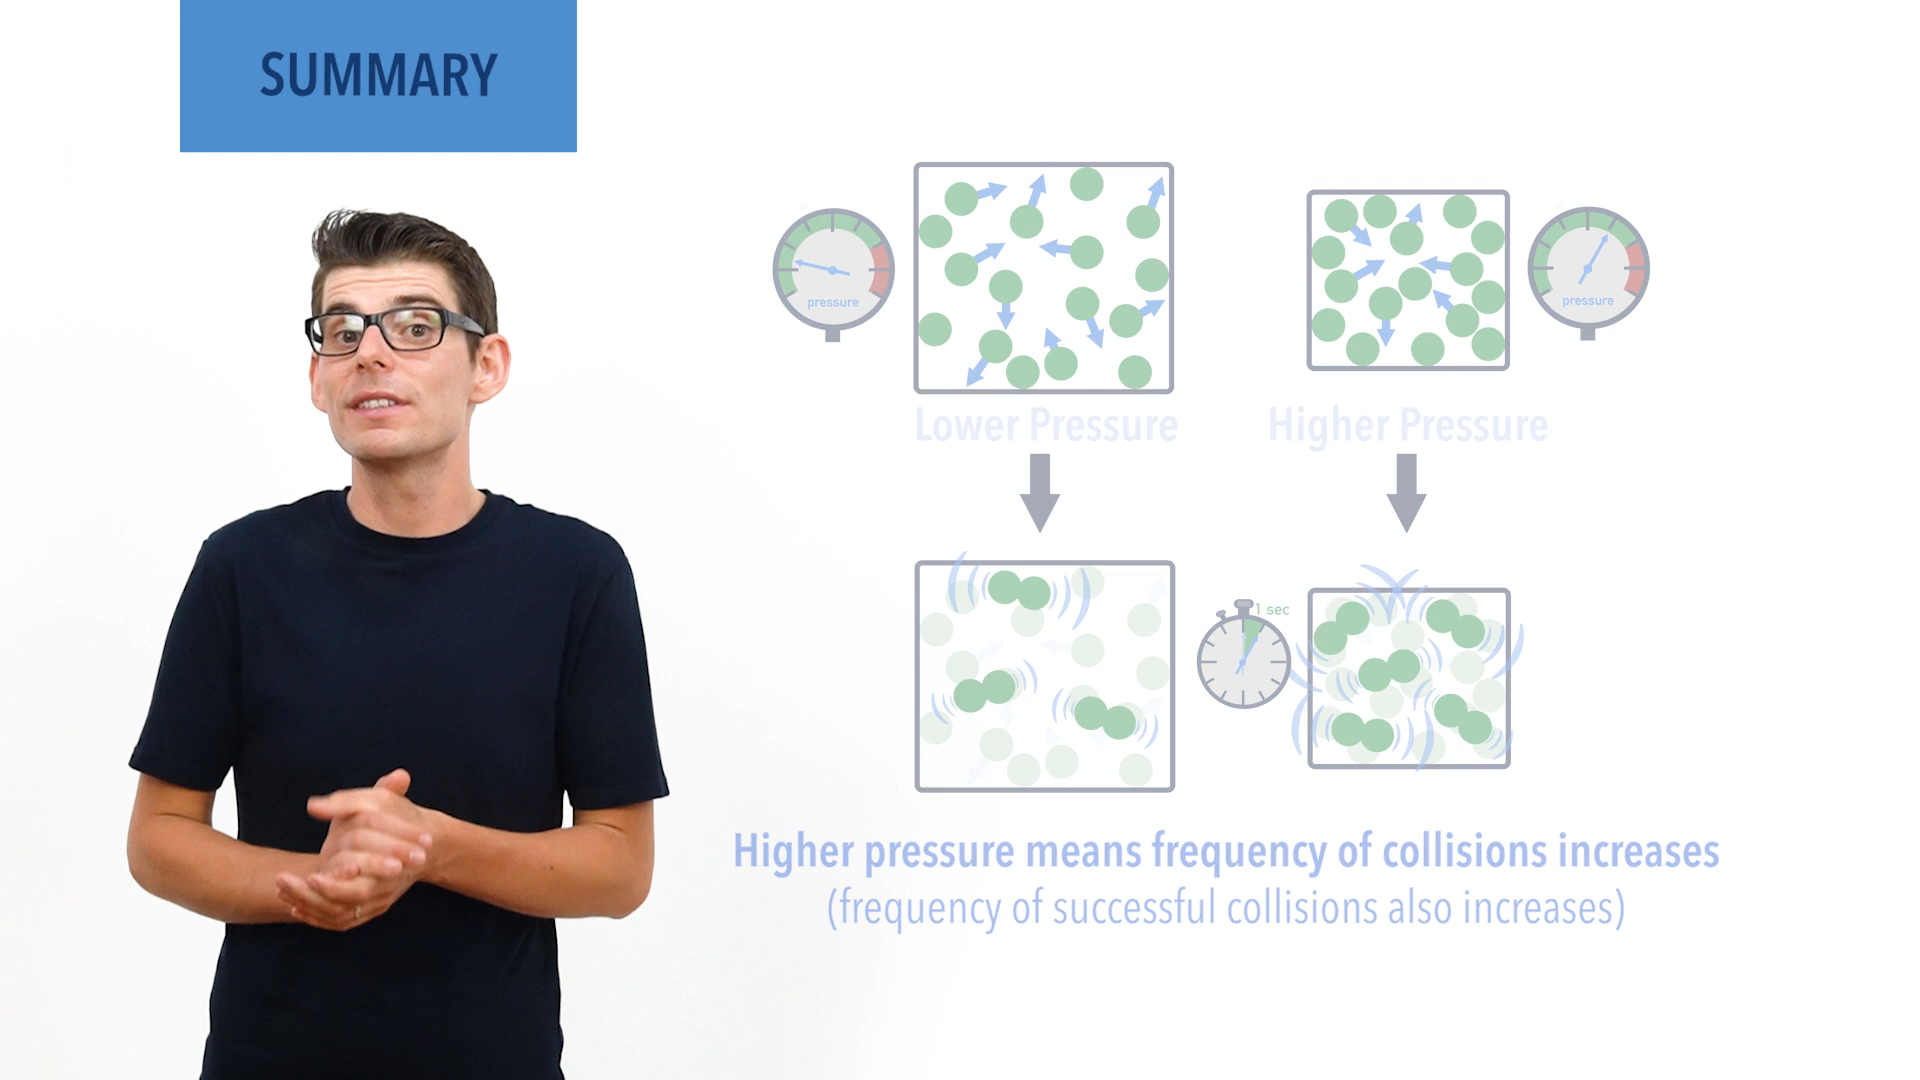 SUMMARY
pressure
pressure
Lower Pressure
Higher Pressure
1 sec
Higher pressure means frequency of collisions increases
(frequency of successful collisions also increases)